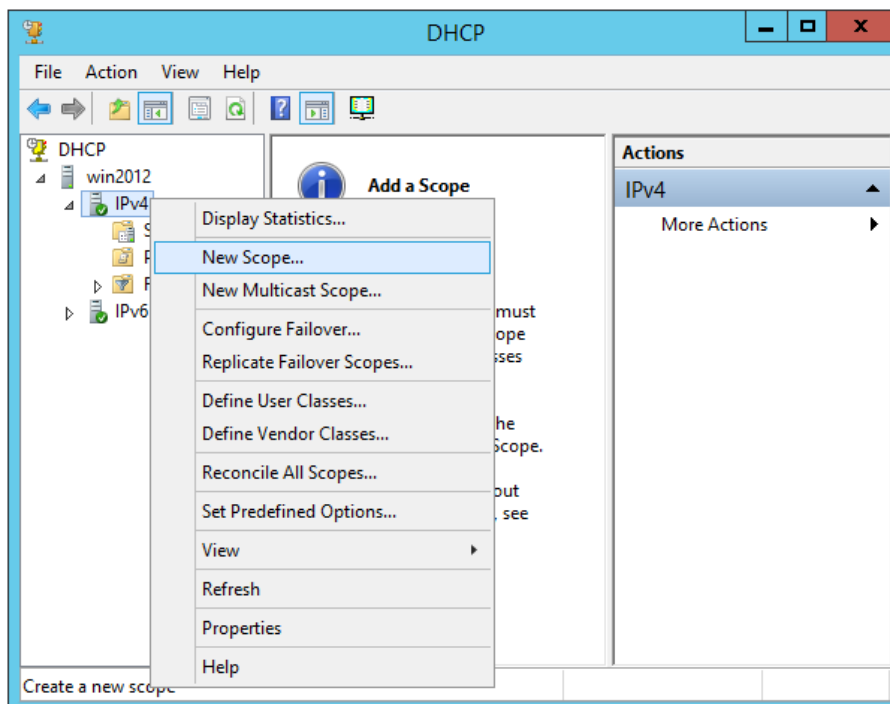 DHCP
File Action View Help
DHCP
win2012
IPv4
IPv6
Add a Scope
must
he
Scope.
out
, see
Display Statistics...
New Scope...
New Multicast Scope...
Configure Failover...
Replicate Failover Scopes...
Define User Classes...
Define Vendor Classes...
Reconcile All Scopes...
Set Predefined Options...
View
Refresh
Properties
Help
Actions
IPv4
More Actions
Create a new scope